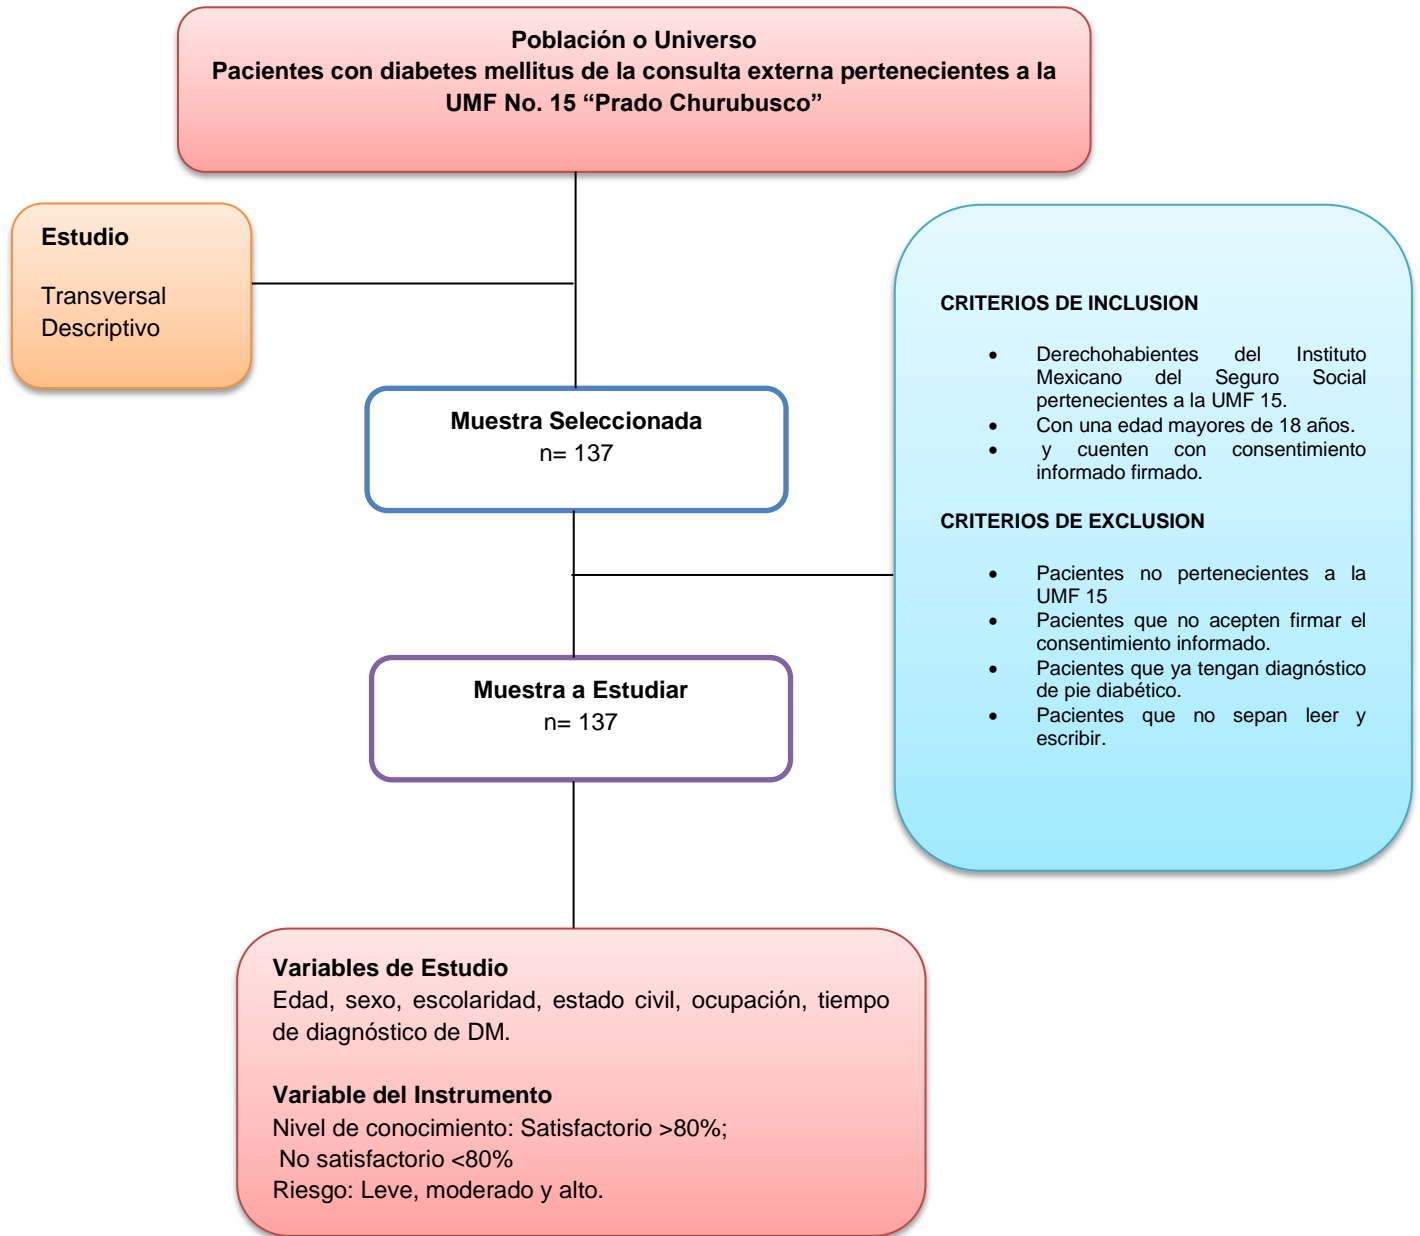 Población o Universo
Pacientes con diabetes mellitus de la consulta externa pertenecientes a la
UMF No. 15 “Prado Churubusco”
Estudio
Transversal
Descriptivo
Muestra Seleccionada
n= 137
CRITERIOS DE INCLUSION
• Derechohabientes del Instituto
Mexicano del Seguro Social
pertenecientes a la UMF 15.
• Con una edad mayores de 18 años.
• y cuenten con consentimiento
informado firmado.
CRITERIOS DE EXCLUSION
• Pacientes no pertenecientes a la
UMF 15
• Pacientes que no acepten firmar el
consentimiento informado.
• Pacientes que ya tengan diagnóstico
de pie diabético.
• Pacientes que no sepan leer y
escribir.
Muestra a Estudiar
n= 137
Variables de Estudio
Edad, sexo, escolaridad, estado civil, ocupación, tiempo
de diagnóstico de DM.
Variable del Instrumento
Nivel de conocimiento: Satisfactorio >80%;
No satisfactorio <80%
Riesgo: Leve, moderado y alto.